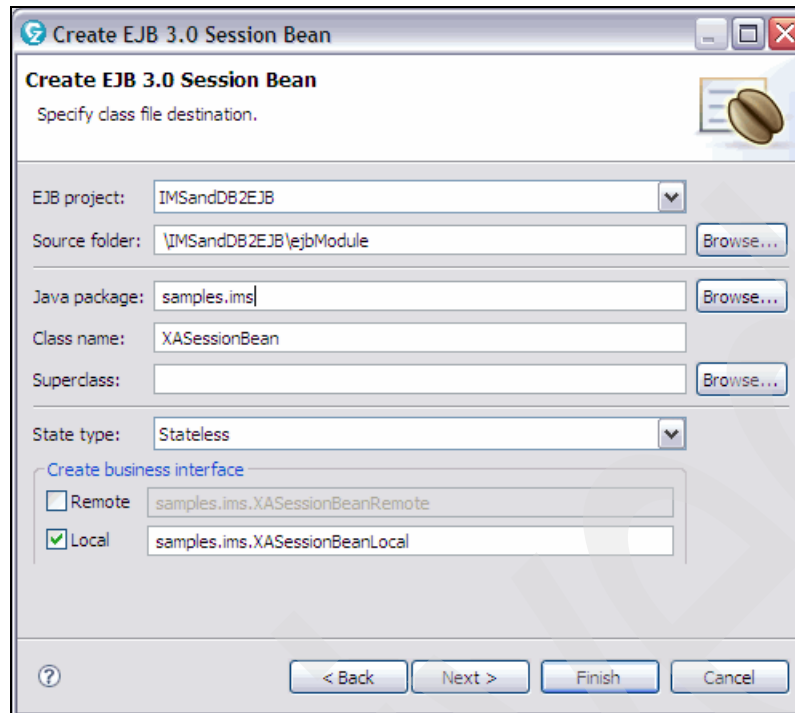 Create EJB 3.0 Session Bean
Create EJB 3.0 Session Bean
Specify class file destination.
EJB project: IMSandDB2EJB
Source folder: \IMSandDB2EJB\ejbModule Browse...
Java package: samples.ims Browse...
Class name: XASessionBean
Superclass: Browse...
State type: Stateless
Create business interface
Remote samples.ims.XASessionBeanRemote
Local samples.ims.XASessionBeanLocal
? < Back Next > Finish Cancel